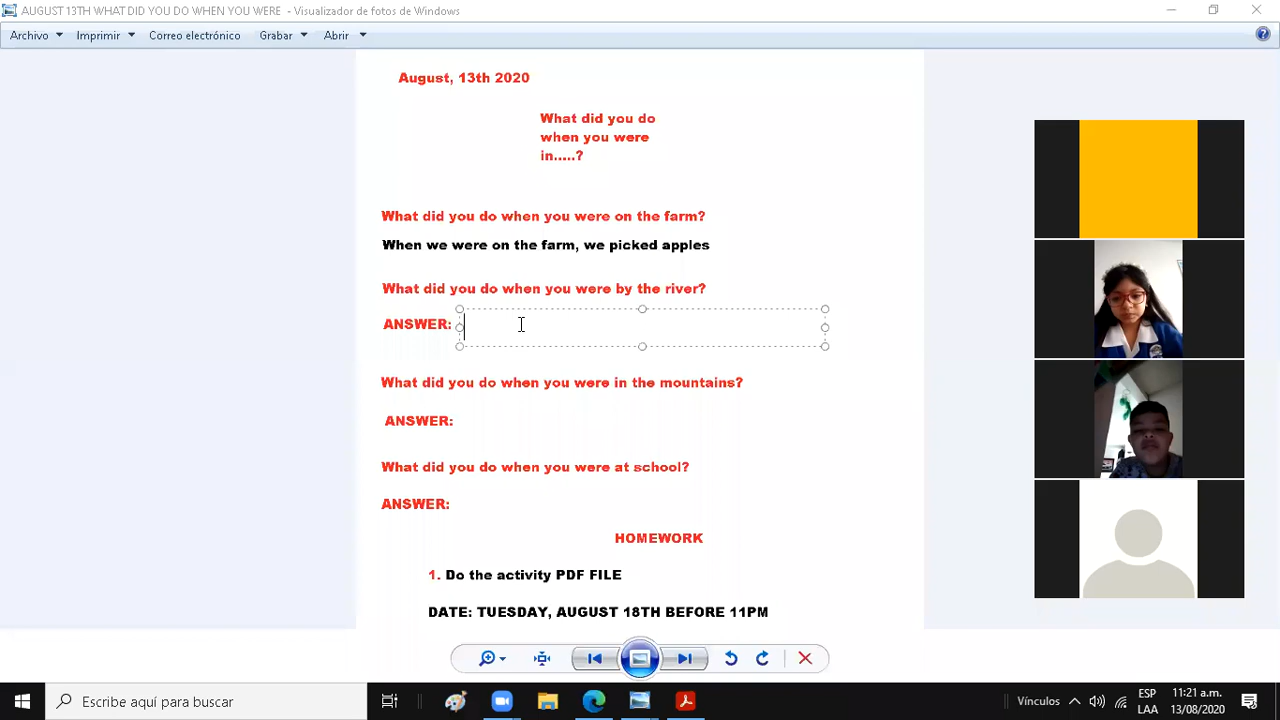 AUGUST 13TH WHAT DID YOU DO WHEN YOU WERE - Visualizador de fotos de Windows
Archivo Imprimir Correo electrónico Grabar Abrir
August, 13th 2020
What did you do
when you were
in.....?
What did you do when you were on the farm?
When we were on the farm, we picked apples
What did you do when you were by the river?
ANSWER:
What did you do when you were in the mountains?
ANSWER:
What did you do when you were at school?
ANSWER:
HOMEWORK
1. Do the activity PDF FILE
DATE: TUESDAY, AUGUST 18TH BEFORE 11PM
Escribe aquí para buscar
Vínculos
ESP
LAA
11:21 a.m.
13/08/2020